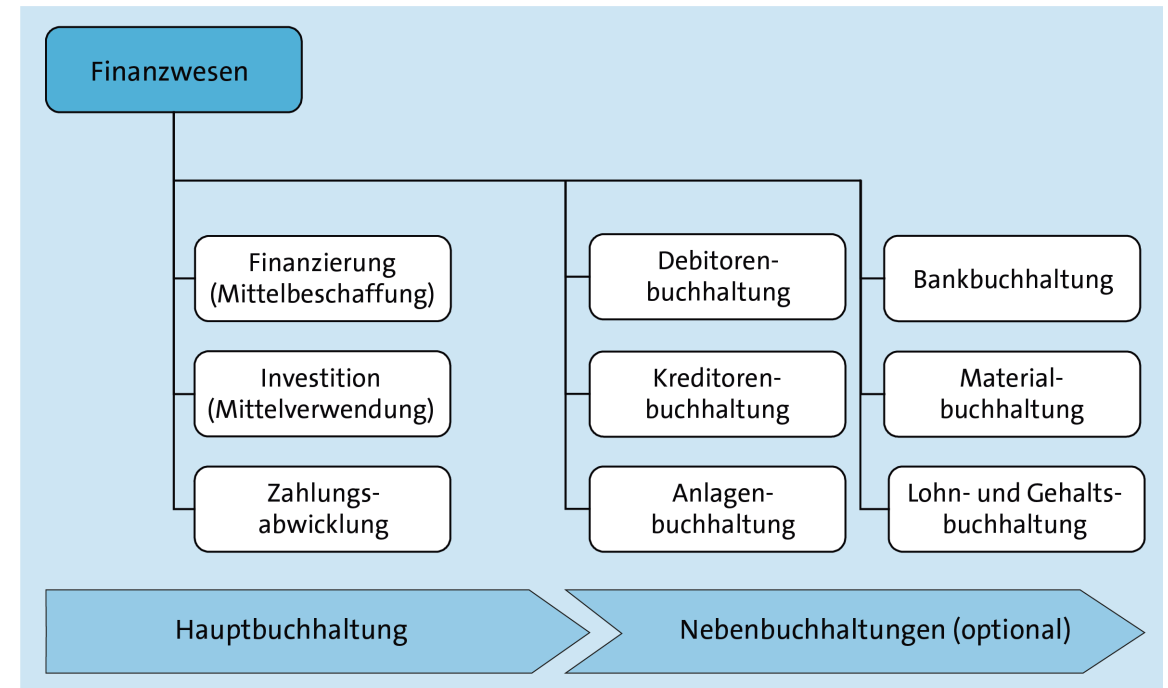 Finanzwesen
Finanzierung
(Mittelbeschaffung)
Investition
(Mittelverwendung)
Zahlungs-
abwicklung
Debitoren-
buchhaltung
Kreditoren-
buchhaltung
Anlagen-
buchhaltung
Bankbuchhaltung
Material-
buchhaltung
Lohn- und Gehalts-
buchhaltung
Hauptbuchhaltung
Nebenbuchhaltungen (optional)